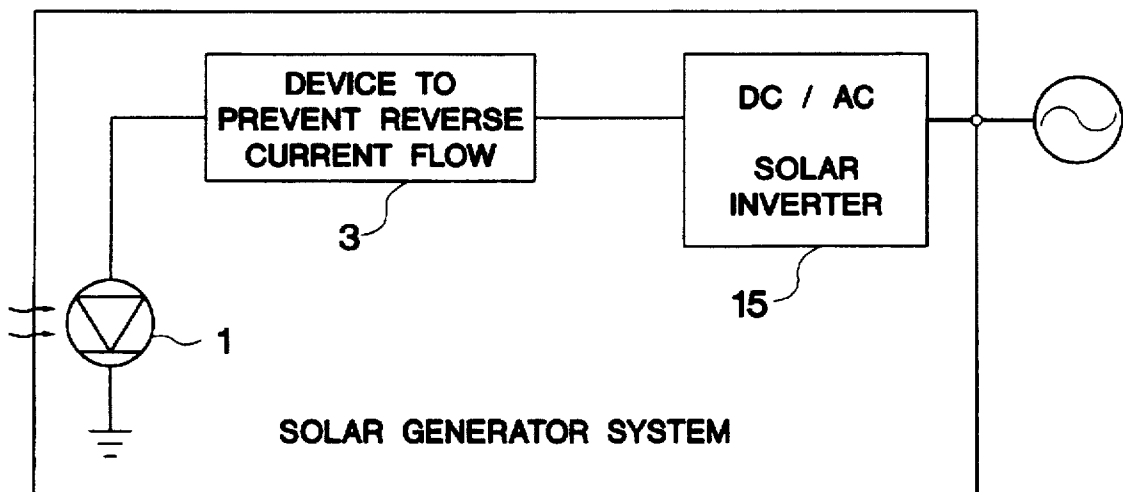 DEVICE TO
PREVENT REVERSE
CURRENT FLOW
3
DC / AC
SOLAR
INVERTER
15
1
SOLAR GENERATOR SYSTEM